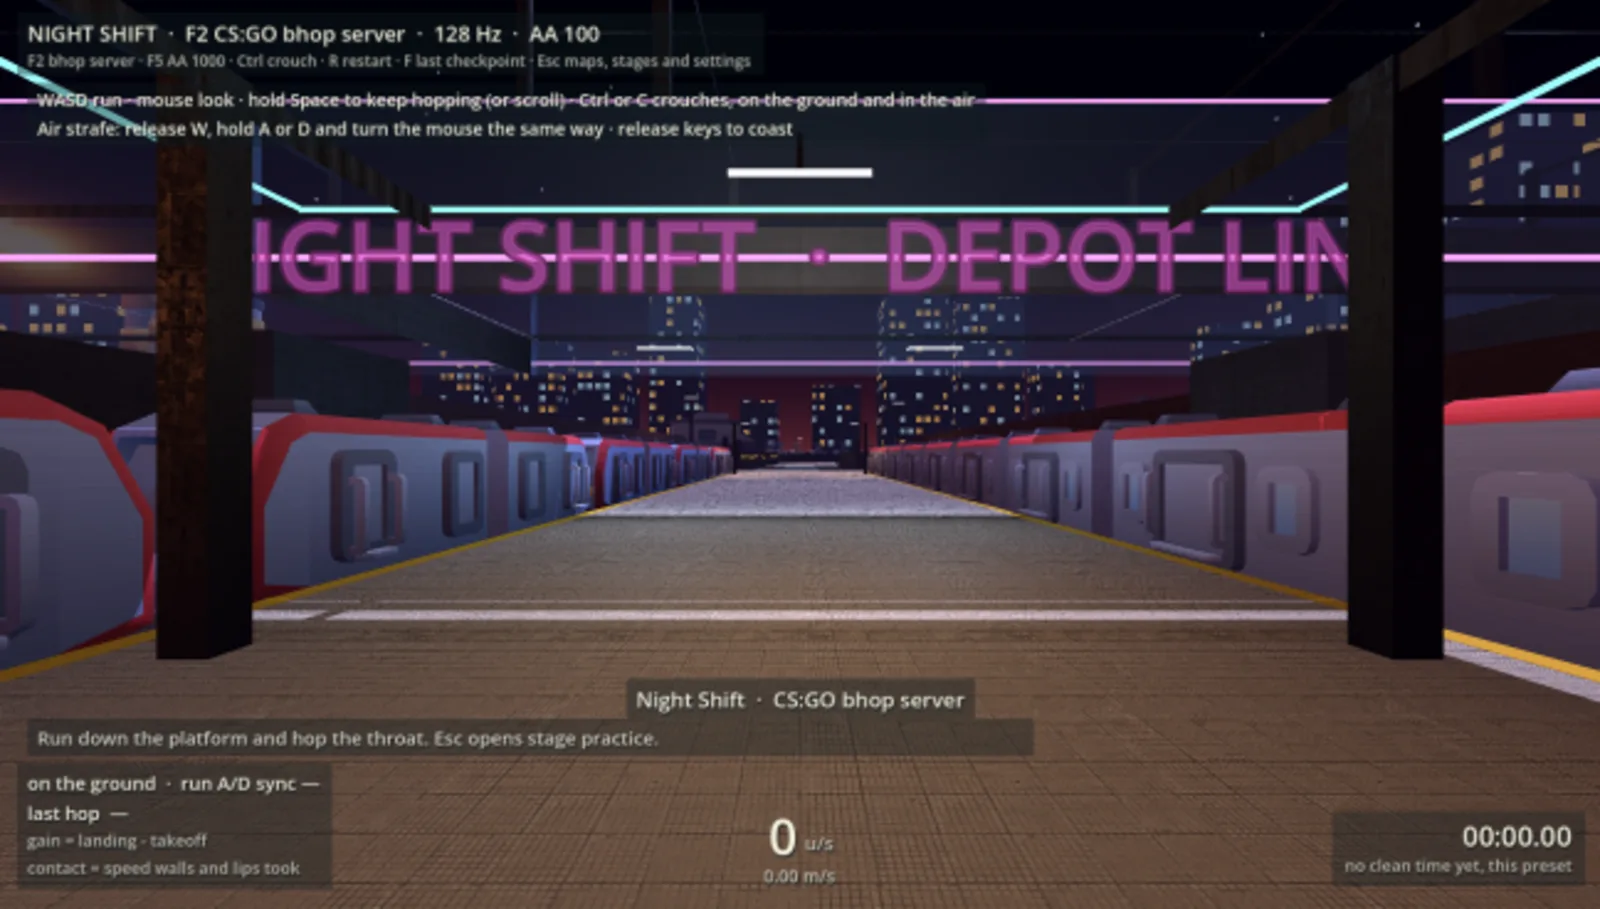 NIGHT SHIFT · F2 CS:GO bhop server · 128 Hz · AA 100
F2 bhop server · F5 AA 1000 · Ctrl crouch · R restart · F last checkpoint · Esc maps, stages and settings
WASD run · mouse look · hold Space to keep hopping (or scroll) · Ctrl or C crouches, on the ground and in the air
Air strafe: release W, hold A or D and turn the mouse the same way · release keys to coast
IGHT SHIFT · DEPOT LIN
Night Shift · CS:GO bhop server
Run down the platform and hop the throat. Esc opens stage practice.
on the ground · run A/D sync —
last hop —
gain = landing - takeoff
contact = speed walls and lips took
0 u/s
0.00 m/s
00:00.00
no clean time yet, this preset